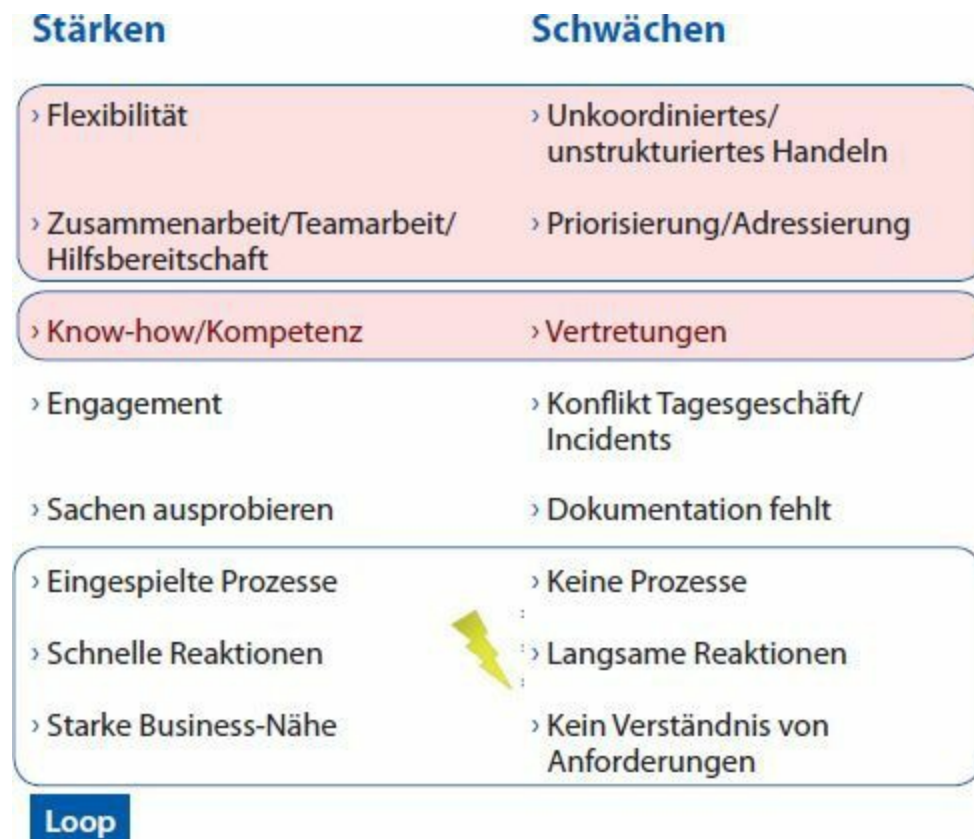 Stärken
Schwächen
› Flexibilität
› Unkoordiniertes/
unstrukturiertes Handeln
› Zusammenarbeit/Teamarbeit/
Hilfsbereitschaft
› Priorisierung/Adressierung
› Know-how/Kompetenz
› Vertretungen
› Engagement
› Konflikt Tagesgeschäft/
Incidents
› Sachen ausprobieren
› Dokumentation fehlt
› Eingespielte Prozesse
› Keine Prozesse
› Schnelle Reaktionen
› Langsame Reaktionen
› Starke Business-Nähe
› Kein Verständnis von
Anforderungen
Loop